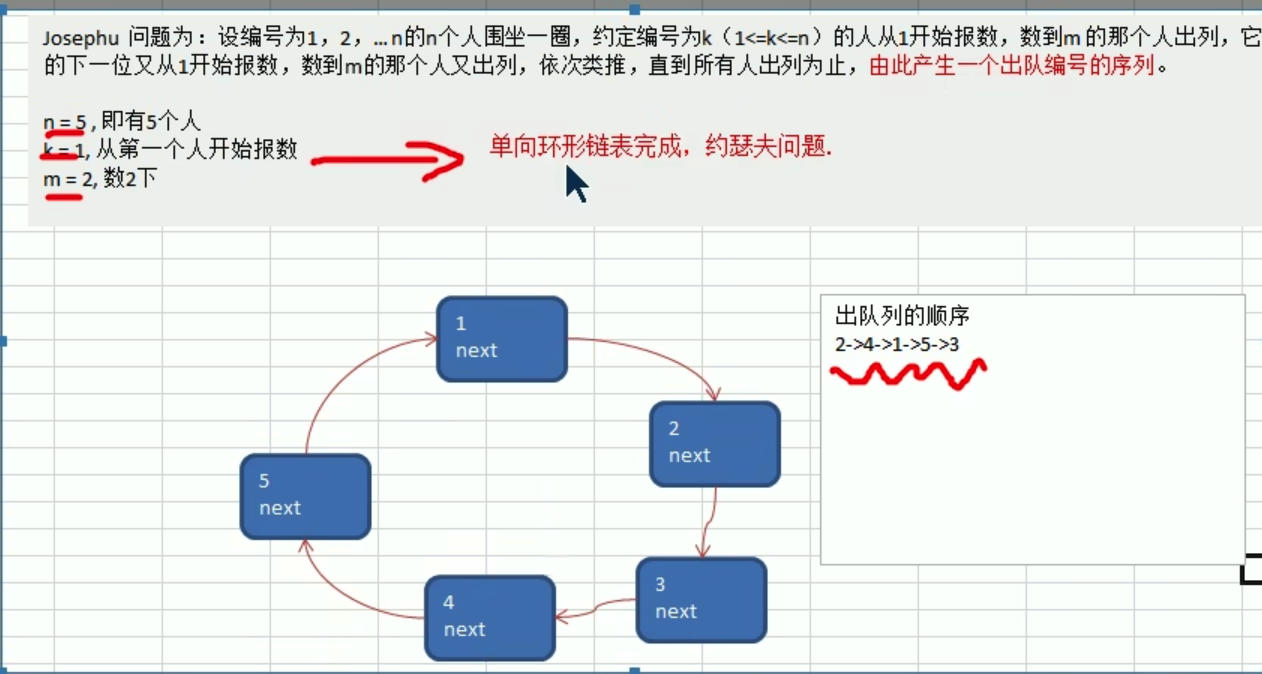 Josephu 问题为：设编号为1，2，…n的n个人围坐一圈，约定编号为k（1<=k<=n）的人从1开始报数，数到m 的那个人出列，它
的下一位又从1开始报数，数到m的那个人又出列，依次类推，直到所有人出列为止，由此产生一个出队编号的序列。
n = 5 , 即有5个人
k = 1, 从第一个人开始报数
m = 2, 数2下
单向环形链表完成，约瑟夫问题.
1
next
2
next
3
next
4
next
5
next
出队列的顺序
2->4->1->5->3